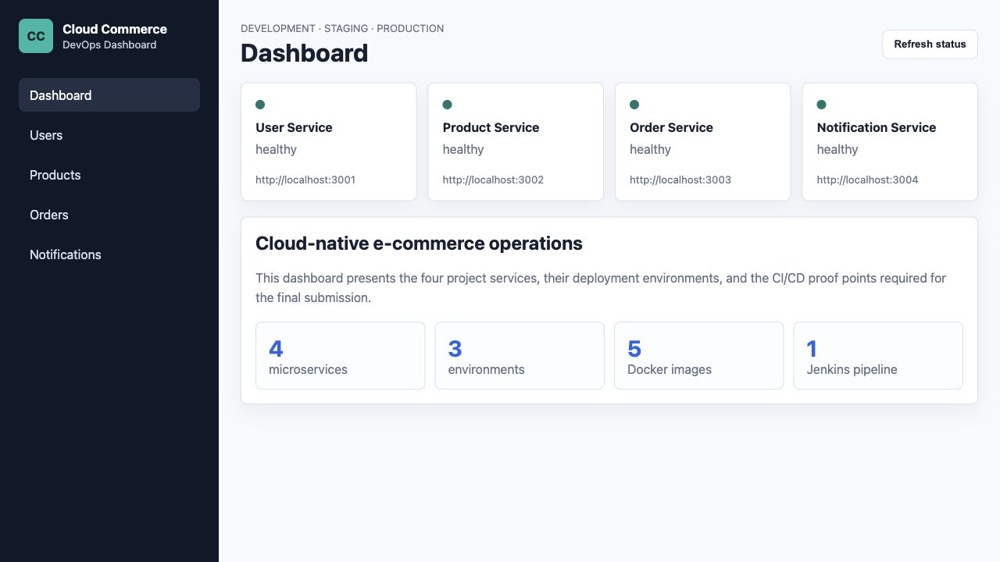 CC
Cloud Commerce
DevOps Dashboard
Dashboard
Users
Products
Orders
Notifications
DEVELOPMENT · STAGING · PRODUCTION
Dashboard
Refresh status
User Service
healthy
http://localhost:3001
Product Service
healthy
http://localhost:3002
Order Service
healthy
http://localhost:3003
Notification Service
healthy
http://localhost:3004
Cloud-native e-commerce operations
This dashboard presents the four project services, their deployment environments, and the CI/CD proof points required for
the final submission.
4
microservices
3
environments
5
Docker images
1
Jenkins pipeline